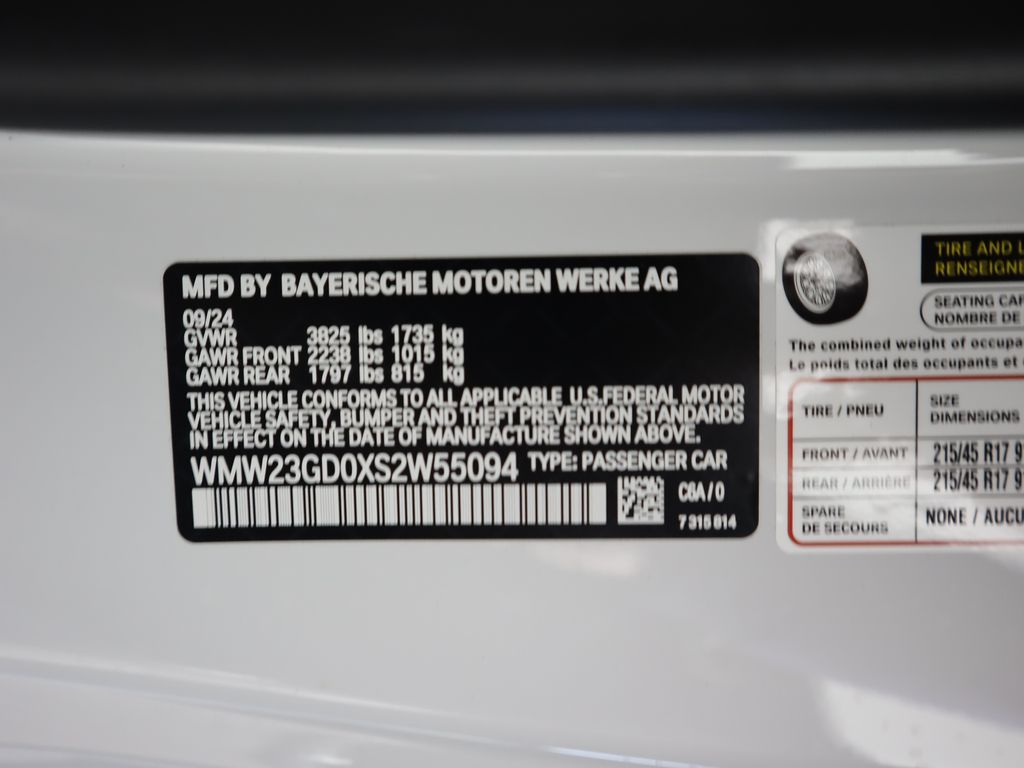 MFD BY BAYERISCHE MOTOREN WERKE AG
09/24
GVWR 3825 lbs 1735 kg
GAWR FRONT 2238 lbs 1015 kg
GAWR REAR 1797 lbs 815 kg
THIS VEHICLE CONFORMS TO ALL APPLICABLE U.S.FEDERAL MOTOR
VEHICLE SAFETY, BUMPER AND THEFT PREVENTION STANDARDS
IN EFFECT ON THE DATE OF MANUFACTURE SHOWN ABOVE.
WMW23GD0XS2W55094 TYPE: PASSENGER CAR
C6A / 0
7 315 814
TIRE AND L
RENSEIGNE
SEATING CAP
NOMBRE DE
The combined weight of occupa
Le poids total des occupants et
TIRE / PNEU
SIZE
DIMENSIONS
FRONT / AVANT 215/45 R17 9
REAR / ARRIÈRE 215/45 R17 9
SPARE
DE SECOURS
NONE / AUCU